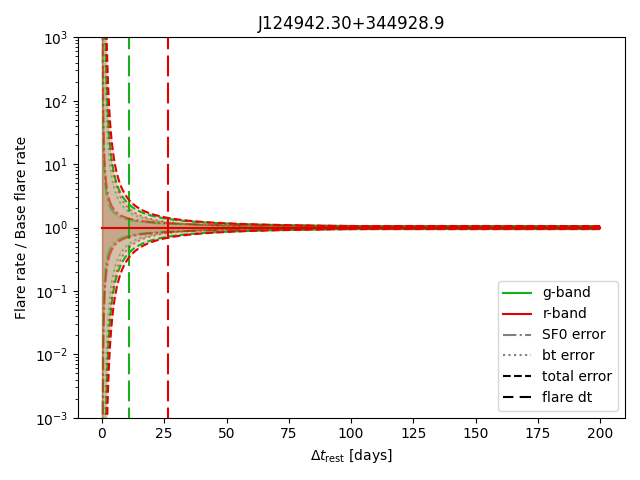 J124942.30+344928.9
Flare rate / Base flare rate
10³
10²
10¹
10⁰
10⁻¹
10⁻²
10⁻³
g-band
r-band
SF0 error
bt error
total error
flare dt
0 25 50 75 100 125 150 175 200
Δt_rest [days]